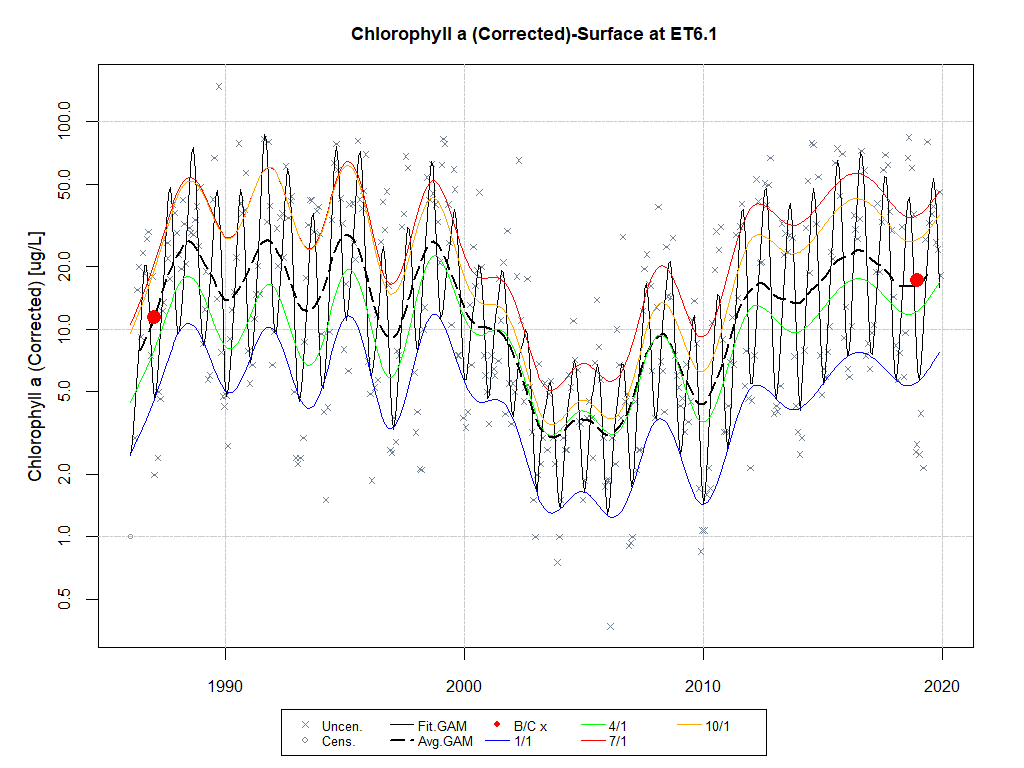 Chlorophyll a (Corrected)-Surface at ET6.1
Chlorophyll a (Corrected) [ug/L]
100.0
50.0
20.0
10.0
5.0
2.0
1.0
0.5
1990 2000 2010 2020
Uncen. Fit.GAM B/C x 4/1 10/1
Cens. Avg.GAM 1/1 7/1